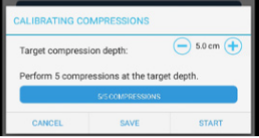 CALIBRATING COMPRESSIONS
Target compression depth: 5.0 cm
Perform 5 compressions at the target depth.
5/5 COMPRESSIONS
CANCEL SAVE START